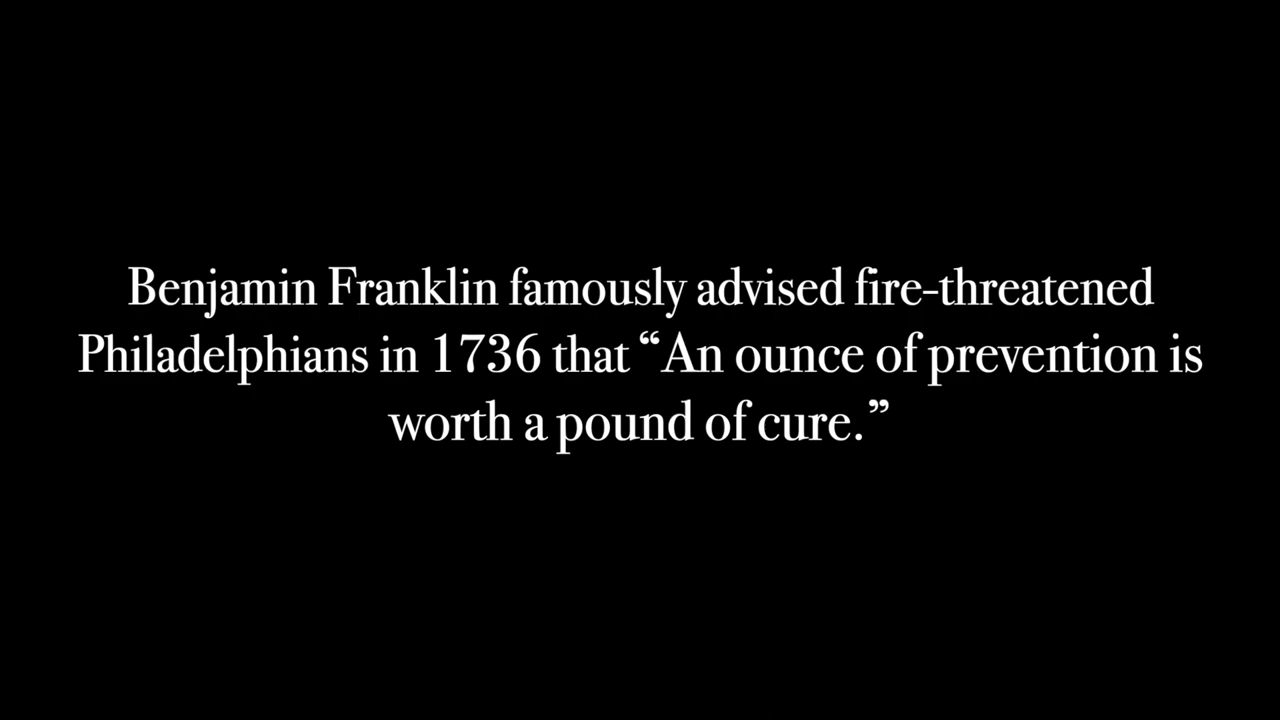 Benjamin Franklin famously advised fire-threatened
Philadelphians in 1736 that “An ounce of prevention is
worth a pound of cure.”